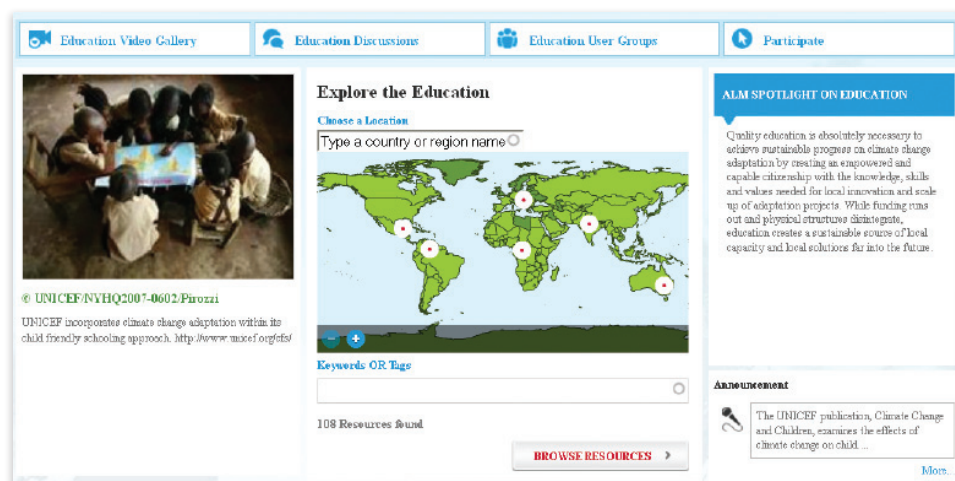 Education Video Gallery
Education Discussions
Education User Groups
Participate
© UNICEF/NYHQ2007-0602/Pirozzi
UNICEF incorporates climate change adaptation within its
child friendly schooling approach. http://www.unicef.org/cfs/
Explore the Education
Choose a Location
Type a country or region name
Keywords OR Tags
108 Resources found
BROWSE RESOURCES
ALM SPOTLIGHT ON EDUCATION
Quality education is absolutely necessary to
achieve sustainable progress on climate change
adaptation by creating an empowered and
capable citizenship with the knowledge, skills
and values needed for local innovation and scale
up of adaptation projects. While funding runs
out and physical structures disintegrate,
education creates a sustainable source of local
capacity and local solutions far into the future.
Announcement
The UNICEF publication, Climate Change
and Children, examines the effects of
climate change on child. ...
More...